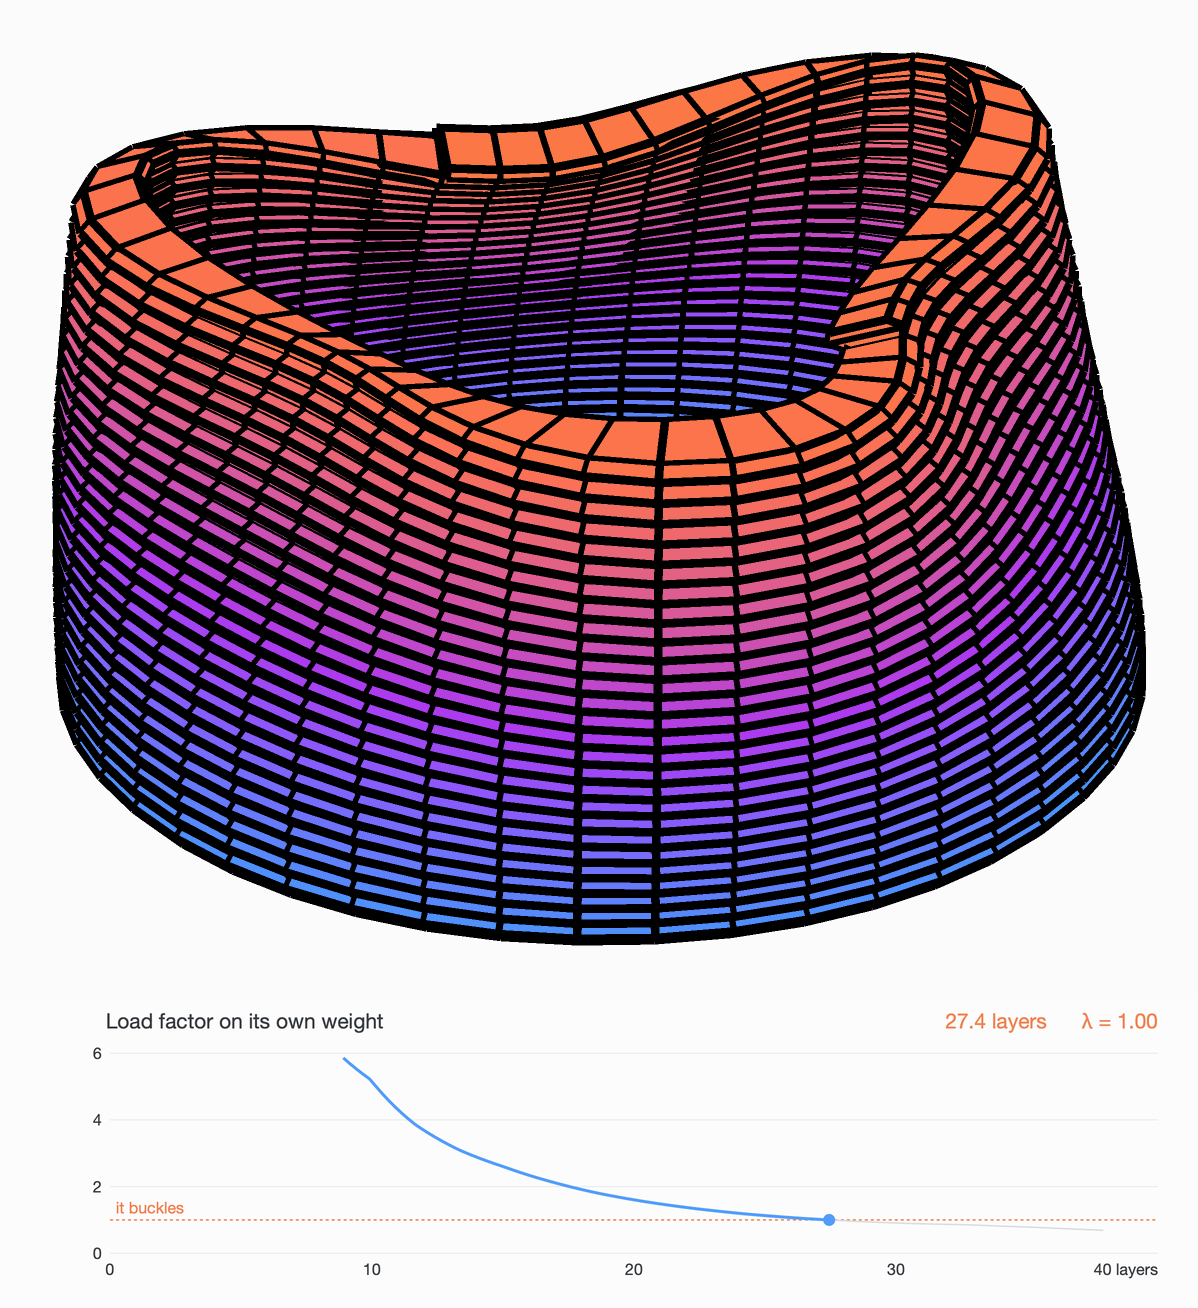 Load factor on its own weight
27.4 layers λ = 1.00
6
4
2
it buckles
0
0 10 20 30 40 layers